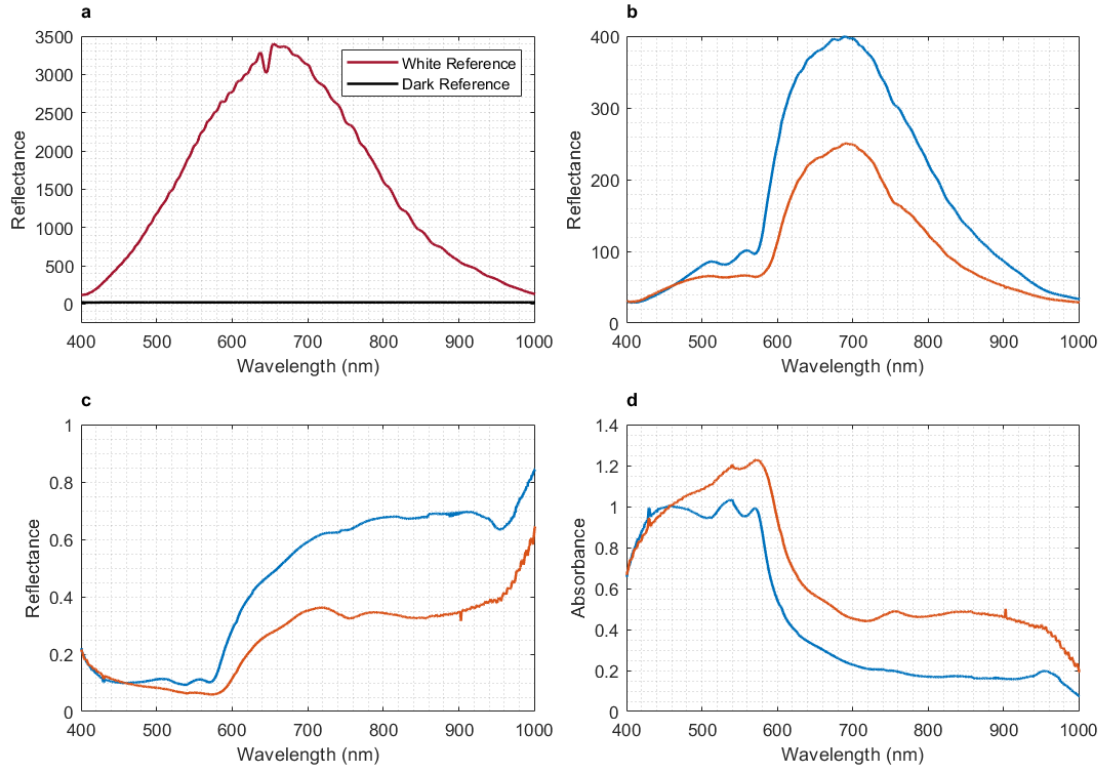 a
3500
3000
2500
2000
1500
1000
500
0
Reflectance
White Reference
Dark Reference
400 500 600 700 800 900 1000
Wavelength (nm)
b
400
300
200
100
0
Reflectance
400 500 600 700 800 900 1000
Wavelength (nm)
c
1
0.8
0.6
0.4
0.2
0
Reflectance
400 500 600 700 800 900 1000
Wavelength (nm)
d
1.4
1.2
1
0.8
0.6
0.4
0.2
0
Absorbance
400 500 600 700 800 900 1000
Wavelength (nm)